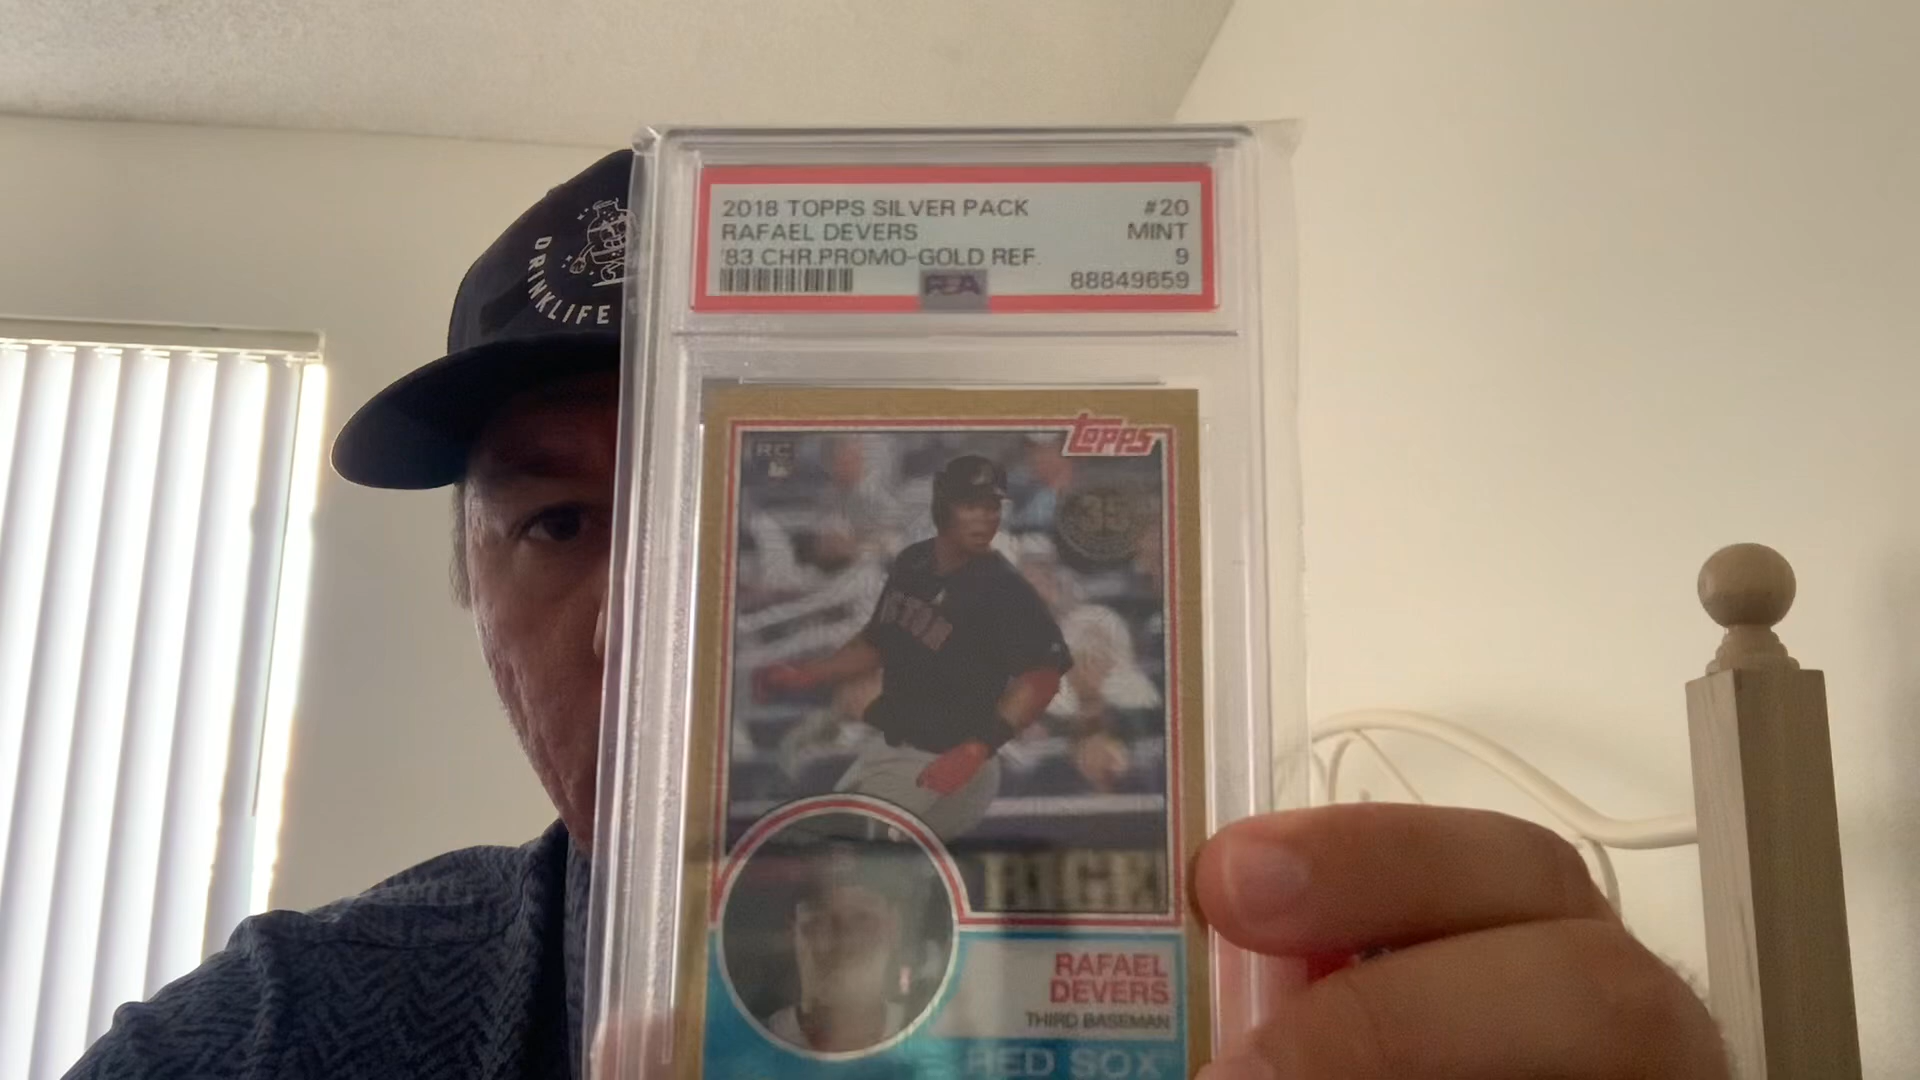 DRINKLIFE
2018 TOPPS SILVER PACK #20
RAFAEL DEVERS MINT
'83 CHR.PROMO-GOLD REF. 9
PSA 88849659
topps
RC
35
RAFAEL
DEVERS
THIRD BASEMAN
RED SOX